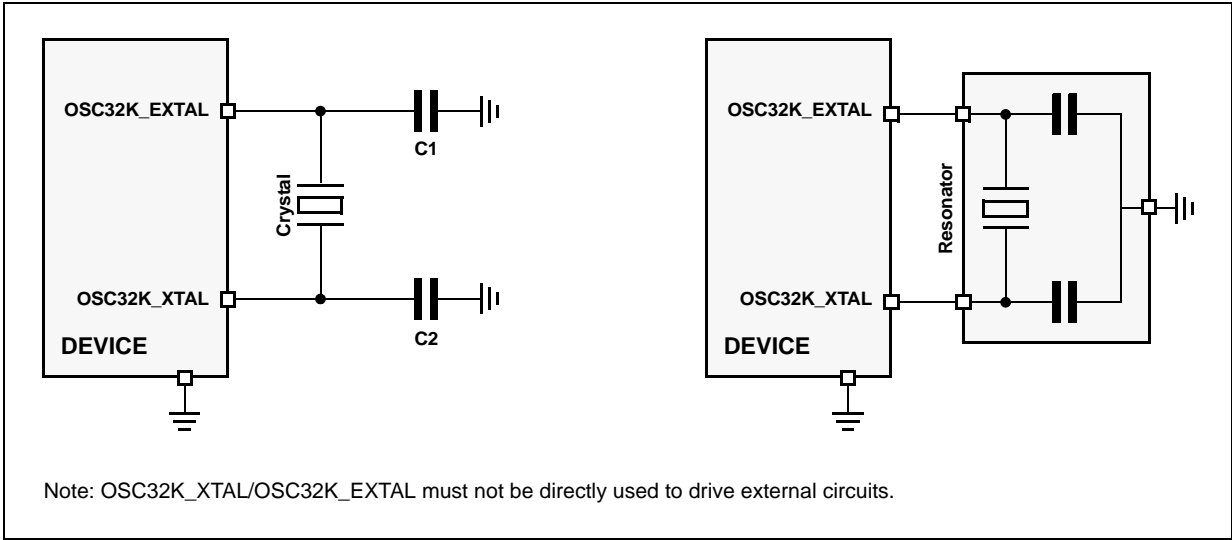 OSC32K_EXTAL
C1
Crystal
OSC32K_XTAL
C2
DEVICE
OSC32K_EXTAL
Resonator
OSC32K_XTAL
DEVICE
Note: OSC32K_XTAL/OSC32K_EXTAL must not be directly used to drive external circuits.